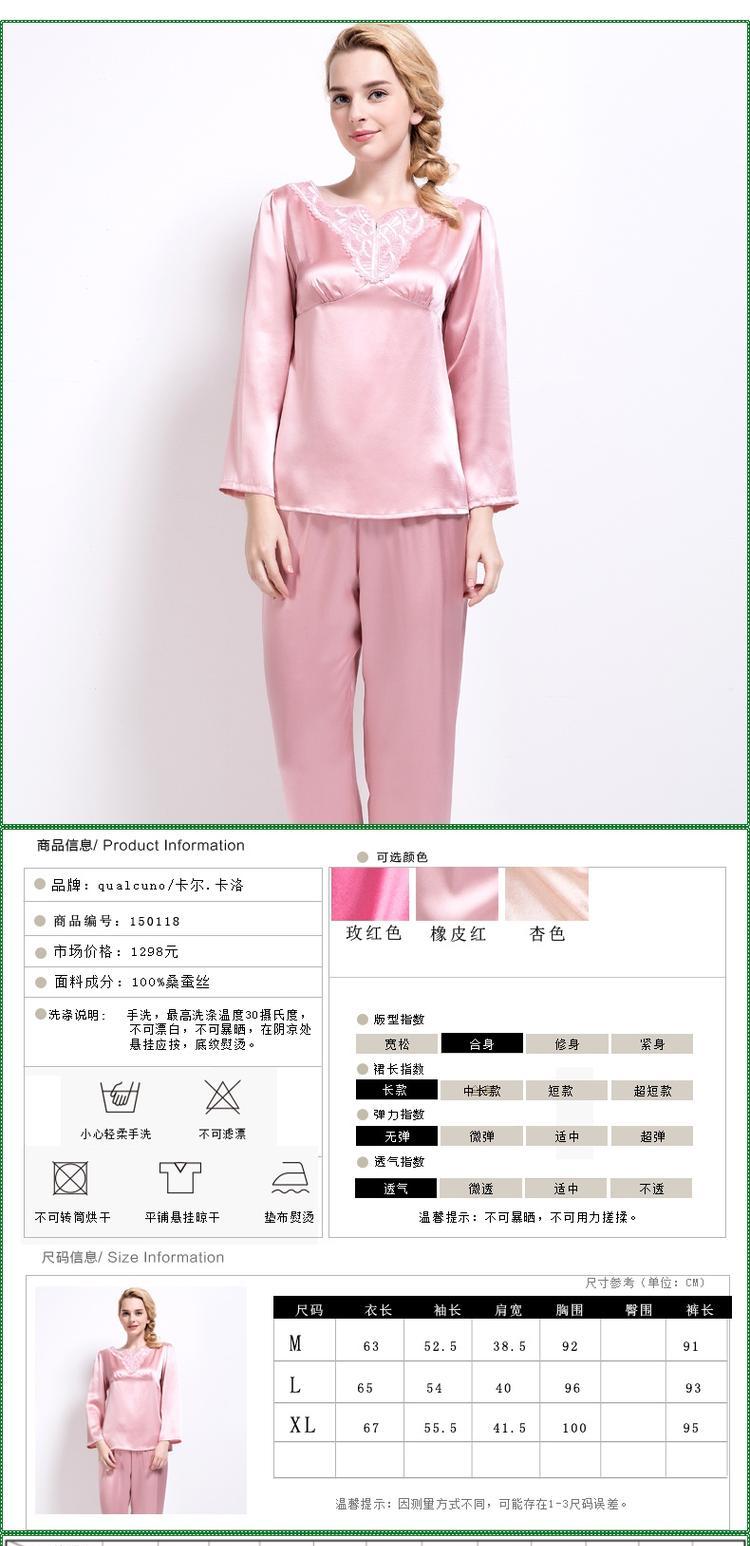 商品信息/ Product Information
可选颜色
品牌：qualcuno/卡尔.卡洛
商品编号：150118
市场价格：1298元
面料成分：100%桑蚕丝
洗涤说明： 手洗，最高洗涤温度30摄氏度，
不可漂白，不可暴晒，在阴凉处
悬挂应按，底纹熨烫。
小心轻柔手洗 不可滤漂
不可转筒烘干 平铺悬挂晾干 垫布熨烫
玫红色 橡皮红 杏色
版型指数
宽松 合身 修身 紧身
裙长指数
长款 中长款 短款 超短款
弹力指数
无弹 微弹 适中 超弹
透气指数
透气 微透 适中 不透
温馨提示：不可暴晒，不可用力搓揉。
尺码信息/ Size Information
尺寸参考（单位：CM）
尺码 衣长 袖长 肩宽 胸围 臀围 裤长
M 63 52.5 38.5 92 91
L 65 54 40 96 93
XL 67 55.5 41.5 100 95
温馨提示：因测量方式不同，可能存在1-3尺码误差。